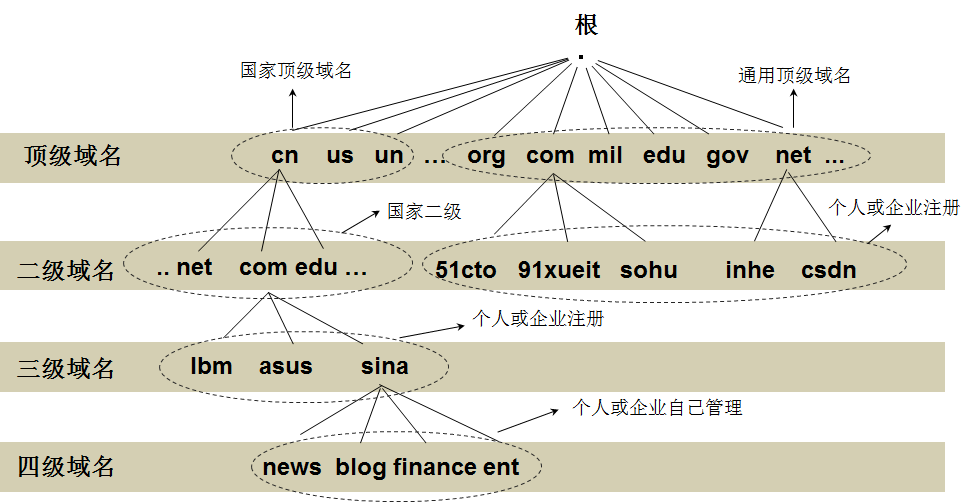 根
.
国家顶级域名
通用顶级域名
顶级域名 cn us un ... org com mil edu gov net ...
国家二级
个人或企业注册
二级域名 .. net com edu ... 51cto 91xueit sohu inhe csdn
个人或企业注册
三级域名 lbm asus sina
个人或企业自己管理
四级域名 news blog finance ent